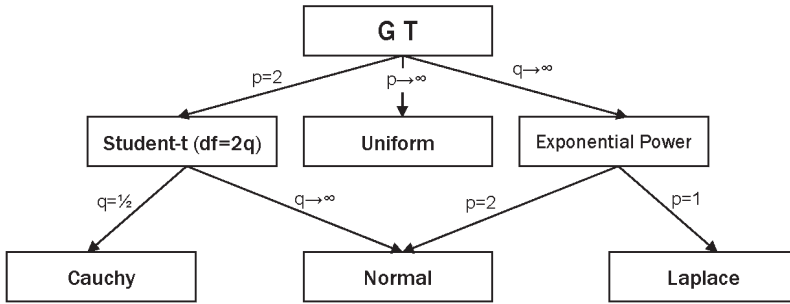 G T
p=2
p→∞
q→∞
Student-t (df=2q)
Uniform
Exponential Power
q=½
q→∞
p=2
p=1
Cauchy
Normal
Laplace